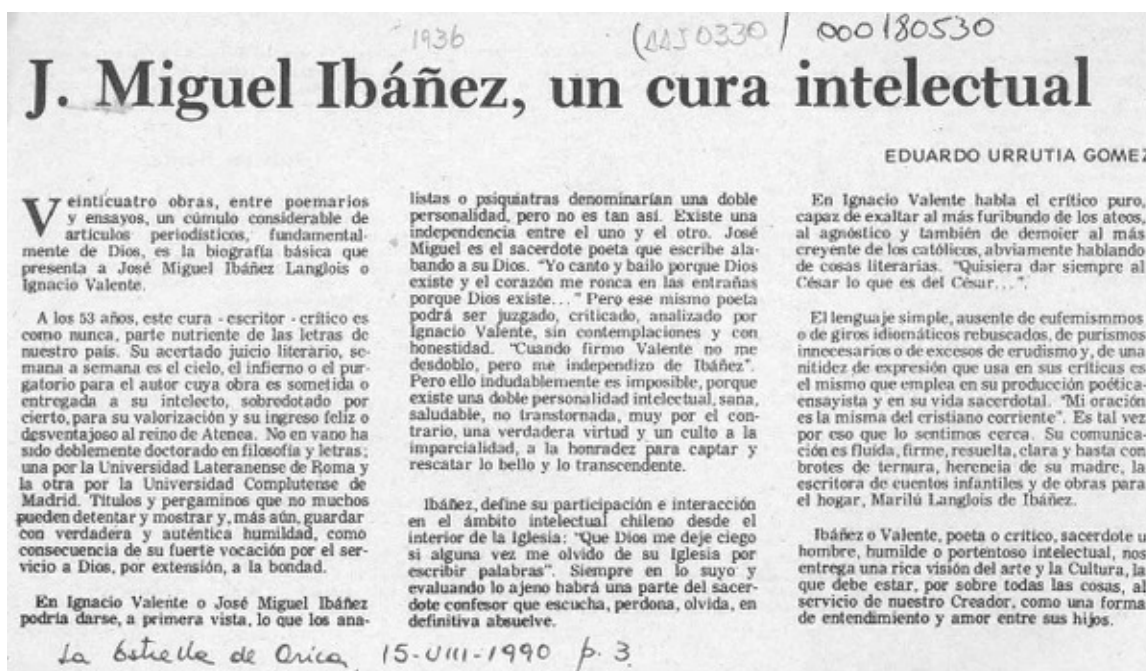 1936
(AAJ0330) 000180530
J. Miguel Ibáñez, un cura intelectual
EDUARDO URRUTIA GOMEZ
Veinticuatro obras, entre poemarios
y ensayos, un cúmulo considerable de
artículos periodísticos, fundamental-
mente de Dios, es la biografía básica que
presenta a José Miguel Ibáñez Langlois o
Ignacio Valente.
A los 53 años, este cura - escritor - crítico es
como nunca, parte nutriente de las letras de
nuestro país. Su acertado juicio literario, se-
mana a semana es el cielo, el infierno o el pur-
gatorio para el autor cuya obra es sometida o
entregada a su intelecto, sobredotado por
cierto, para su valorización y su ingreso feliz o
desventajoso al reino de Atenea. No en vano ha
sido doblemente doctorado en filosofía y letras;
una por la Universidad Lateranense de Roma y
la otra por la Universidad Complutense de
Madrid. Títulos y pergaminos que no muchos
pueden detentar y mostrar y, más aún, guardar
con verdadera y auténtica humildad, como
consecuencia de su fuerte vocación por el ser-
vicio a Dios, por extensión, a la bondad.
En Ignacio Valente o José Miguel Ibáñez
podría darse, a primera vista, lo que los ana-
listas o psiquiatras denominarían una doble
personalidad, pero no es tan así. Existe una
independencia entre el uno y el otro. José
Miguel es el sacerdote poeta que escribe ala-
bando a su Dios. "Yo canto y bailo porque Dios
existe y el corazón me ronca en las entrañas
porque Dios existe..." Pero ese mismo poeta
podrá ser juzgado, criticado, analizado por
Ignacio Valente, sin contemplaciones y con
honestidad. "Cuando firmo Valente no me
desdoblo, pero me independizo de Ibáñez".
Pero ello indudablemente es imposible, porque
existe una doble personalidad intelectual, sana,
saludable, no transtornada, muy por el con-
trario, una verdadera virtud y un culto a la
imparcialidad, a la honradez para captar y
rescatar lo bello y lo transcendente.
Ibáñez, define su participación e interacción
en el ámbito intelectual chileno desde el
interior de la Iglesia: "Que Dios me deje ciego
si alguna vez me olvido de su Iglesia por
escribir palabras". Siempre en lo suyo y
evaluando lo ajeno habrá una parte del sacer-
dote confesor que escucha, perdona, olvida, en
definitiva absuelve.
En Ignacio Valente habla el crítico puro,
capaz de exaltar al más furibundo de los ateos,
al agnóstico y también de demoler al más
creyente de los católicos, abviamente hablando
de cosas literarias. "Quisiera dar siempre al
César lo que es del César...".
El lenguaje simple, ausente de eufemismmos
o de giros idiomáticos rebuscados, de purismos
innecesarios o de excesos de erudismo y, de una
nitidez de expresión que usa en sus críticas es
el mismo que emplea en su producción poética,
ensayista y en su vida sacerdotal. "Mi oración
es la misma del cristiano corriente". Es tal vez
por eso que lo sentimos cerca. Su comunica-
ción es fluída, firme, resuelta, clara y hasta con
brotes de ternura, herencia de su madre, la
escritora de cuentos infantiles y de obras para
el hogar, Marilú Langlois de Ibáñez.
Ibáñez o Valente, poeta o crítico, sacerdote u
hombre, humilde o portentoso intelectual, nos
entrega una rica visión del arte y la Cultura, la
que debe estar, por sobre todas las cosas, al
servicio de nuestro Creador, como una forma
de entendimiento y amor entre sus hijos.
La Estrella de Arica 15-VIII-1990 p. 3